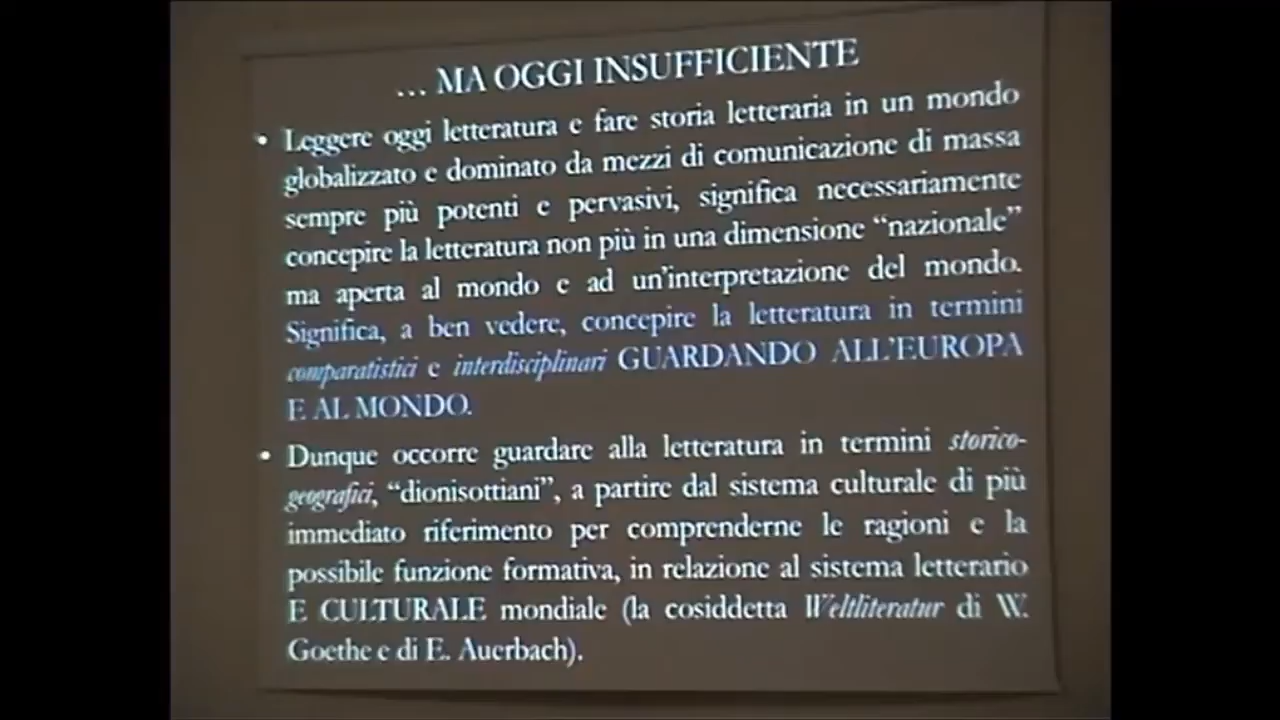 … MA OGGI INSUFFICIENTE
• Leggere oggi letteratura e fare storia letteraria in un mondo
globalizzato e dominato da mezzi di comunicazione di massa
sempre più potenti e pervasivi, significa necessariamente
concepire la letteratura non più in una dimensione “nazionale”
ma aperta al mondo e ad un’interpretazione del mondo.
Significa, a ben vedere, concepire la letteratura in termini
comparatistici e interdisciplinari GUARDANDO ALL’EUROPA
E AL MONDO.
• Dunque occorre guardare alla letteratura in termini storico-
geografici, “dionisottiani”, a partire dal sistema culturale di più
immediato riferimento per comprenderne le ragioni e la
possibile funzione formativa, in relazione al sistema letterario
E CULTURALE mondiale (la cosiddetta Weltliteratur di W.
Goethe e di E. Auerbach).